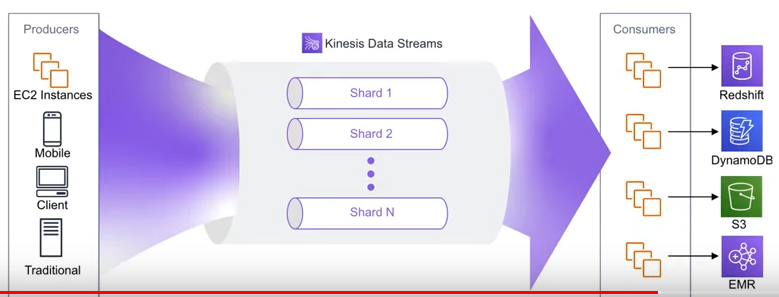 Producers
EC2 Instances
Mobile
Client
Traditional
Kinesis Data Streams
Shard 1
Shard 2
Shard N
Consumers
Redshift
DynamoDB
S3
EMR